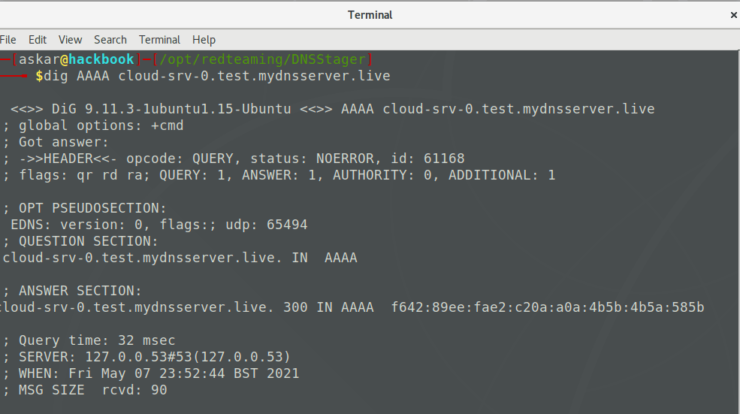 Terminal
File Edit View Search Terminal Help
askar@hackbook|-[/opt/redteaming/DNSStager]
$dig AAAA cloud-srv-0.test.mydnsserver.live
<<>> DiG 9.11.3-1ubuntu1.15-Ubuntu <<>> AAAA cloud-srv-0.test.mydnsserver.live
; global options: +cmd
; Got answer:
; ->>HEADER<<- opcode: QUERY, status: NOERROR, id: 61168
; flags: qr rd ra; QUERY: 1, ANSWER: 1, AUTHORITY: 0, ADDITIONAL: 1
; OPT PSEUDOSECTION:
EDNS: version: 0, flags:; udp: 65494
; QUESTION SECTION:
cloud-srv-0.test.mydnsserver.live. IN AAAA
; ANSWER SECTION:
cloud-srv-0.test.mydnsserver.live. 300 IN AAAA f642:89ee:fae2:c20a:a0a:4b5b:4b5a:585b
; Query time: 32 msec
; SERVER: 127.0.0.53#53(127.0.0.53)
; WHEN: Fri May 07 23:52:44 BST 2021
; MSG SIZE rcvd: 90